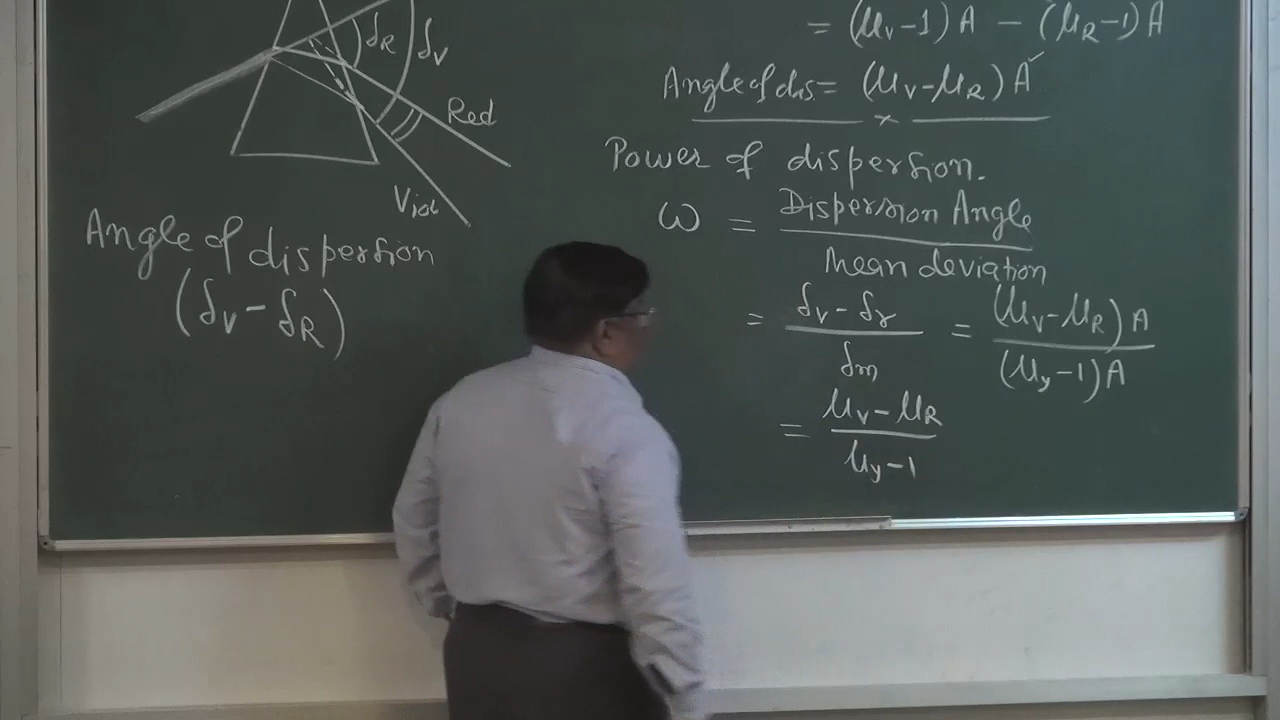 δR δV
Red
Viol
Angle of dispersion
(δV - δR)
= (μV-1) A - (μR-1) A
Angle of dis = (μV-μR) A
Power of dispersion.
ω = Dispersion Angle / Mean deviation
= δV - δr / δm = (μV-μR) A / (μy-1) A
= μV-μR / μy-1